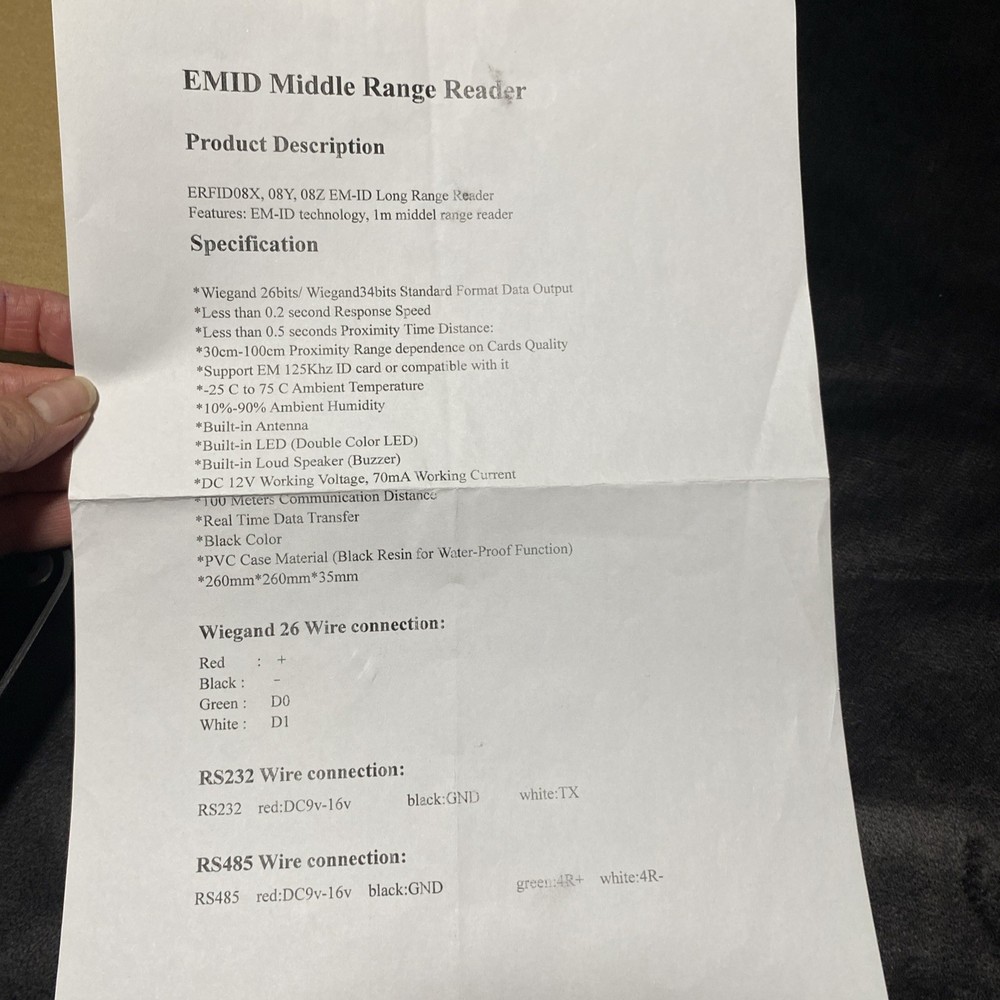 EMID Middle Range Reader
Product Description
ERFID08X, 08Y, 08Z EM-ID Long Range Reader
Features: EM-ID technology, 1m middel range reader
Specification
*Wiegand 26bits/ Wiegand34bits Standard Format Data Output
*Less than 0.2 second Response Speed
*Less than 0.5 seconds Proximity Time Distance:
*30cm-100cm Proximity Range dependence on Cards Quality
*Support EM 125Khz ID card or compatible with it
*-25 C to 75 C Ambient Temperature
*10%-90% Ambient Humidity
*Built-in Antenna
*Built-in LED (Double Color LED)
*Built-in Loud Speaker (Buzzer)
*DC 12V Working Voltage, 70mA Working Current
*100 Meters Communication Distance
*Real Time Data Transfer
*Black Color
*PVC Case Material (Black Resin for Water-Proof Function)
*260mm*260mm*35mm
Wiegand 26 Wire connection:
Red : +
Black : -
Green : D0
White : D1
RS232 Wire connection:
RS232 red:DC9v-16v black:GND white:TX
RS485 Wire connection:
RS485 red:DC9v-16v black:GND green:4R+ white:4R-